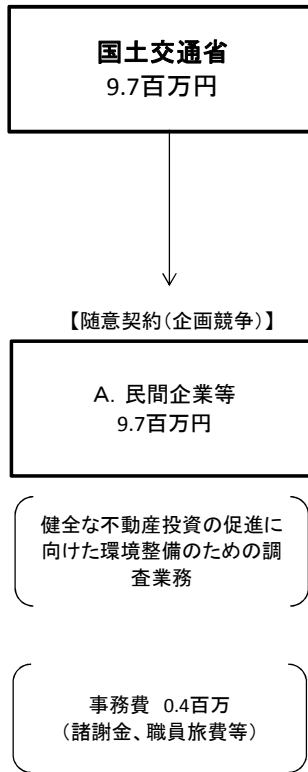 国土交通省
9.7百万円
【随意契約(企画競争)】
A．民間企業等
9.7百万円
健全な不動産投資の促進に
向けた環境整備のための調
査業務
事務費　0.4百万
（諸謝金、職員旅費等）